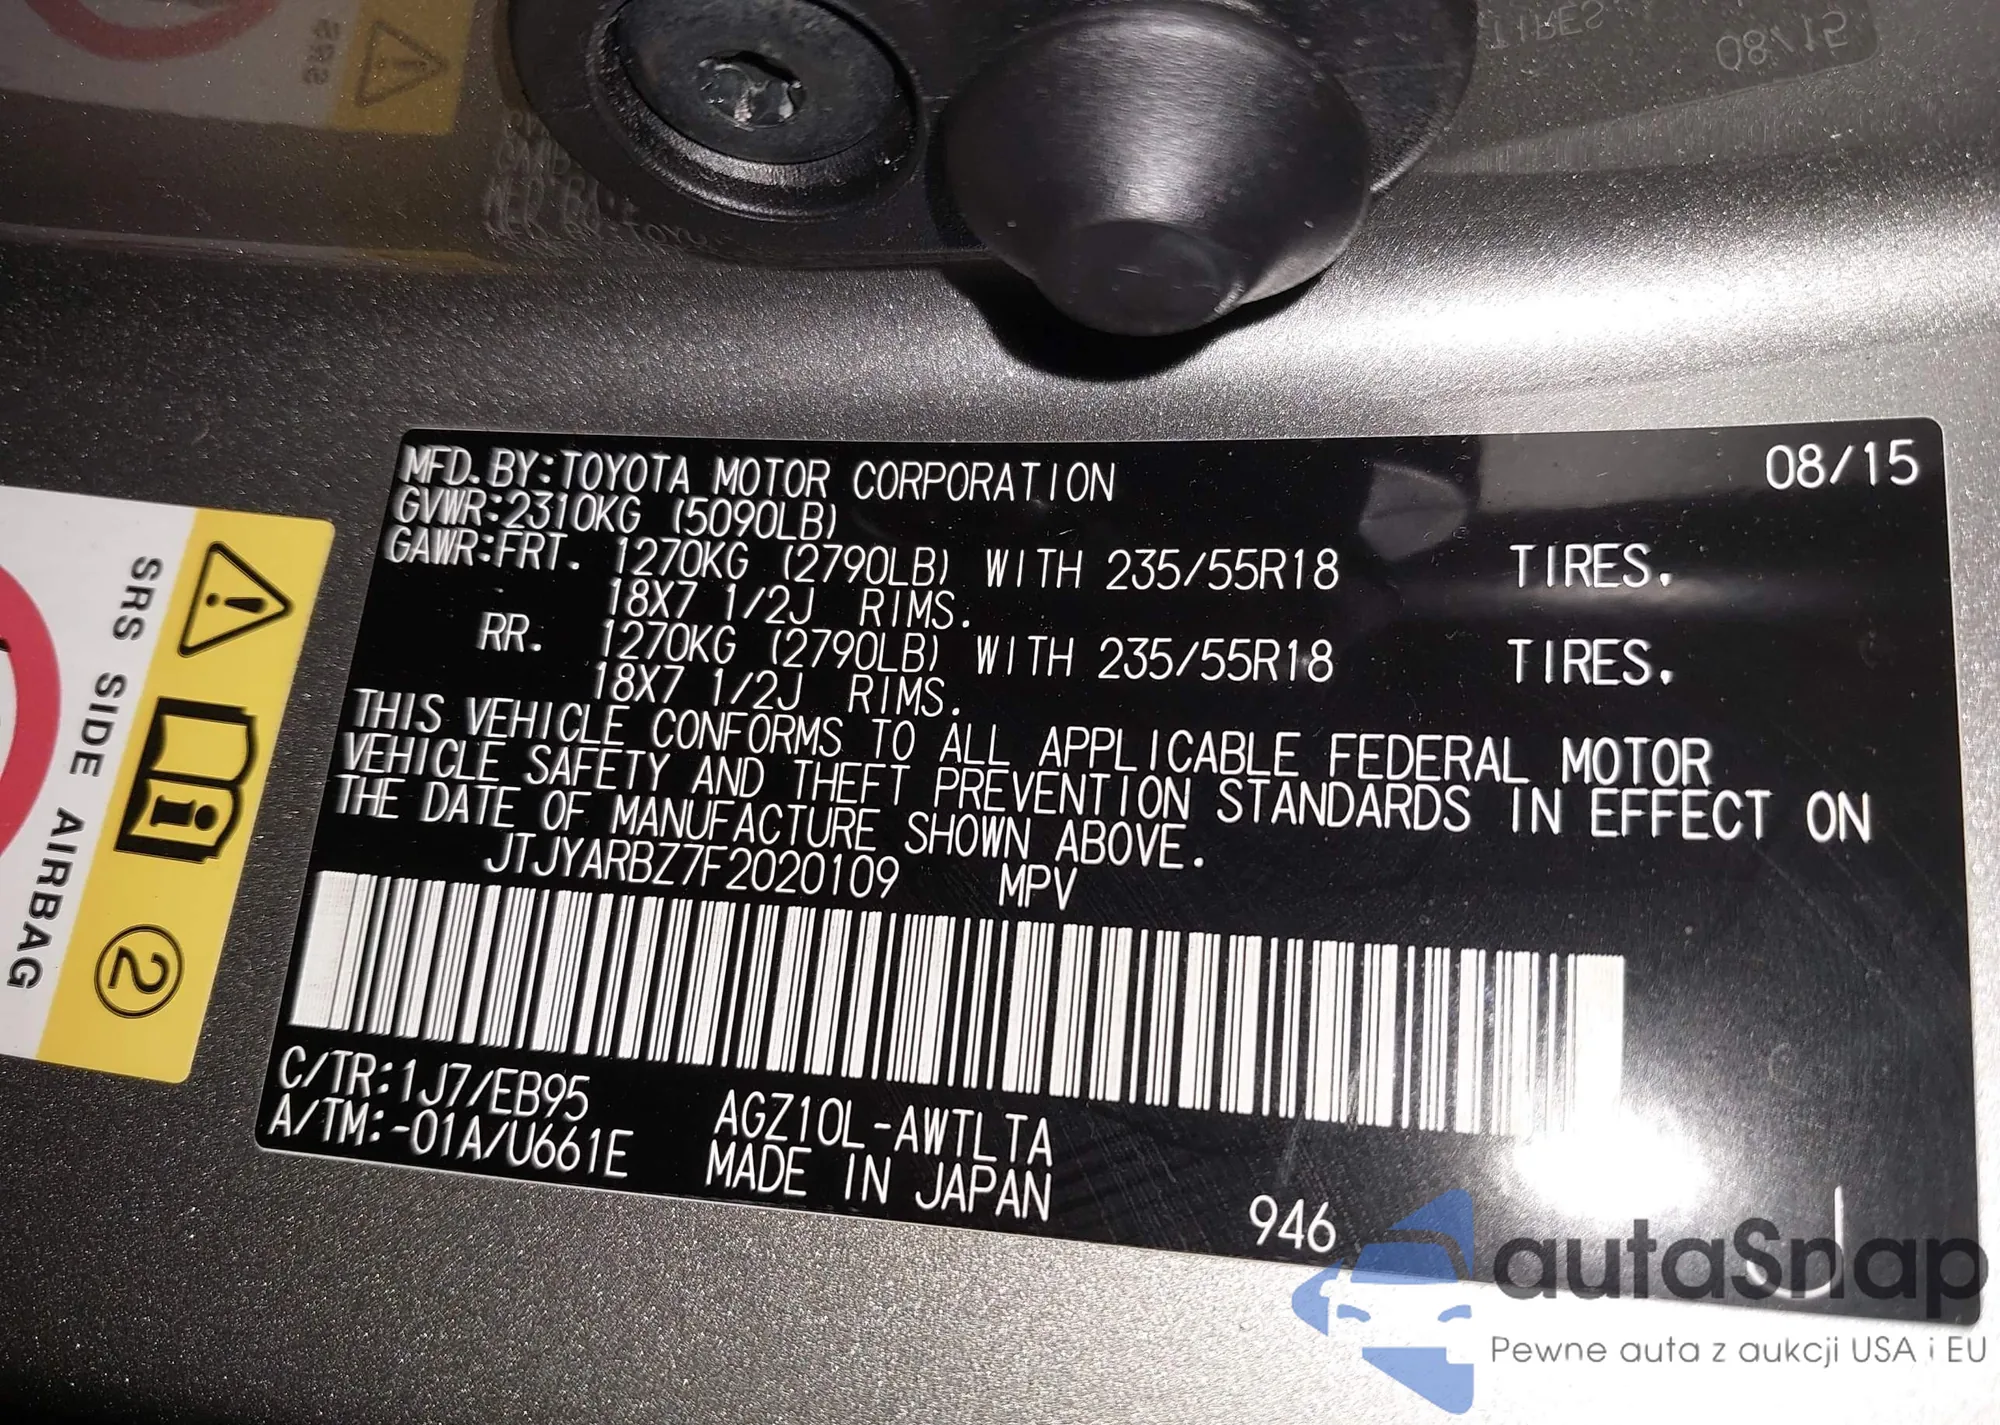 SRS
08/15
TIRES
MFD.BY:TOYOTA MOTOR CORPORATION 08/15
GVWR:2310KG (5090LB)
GAWR:FRT. 1270KG (2790LB) WITH 235/55R18 TIRES.
18X7 1/2J RIMS.
RR. 1270KG (2790LB) WITH 235/55R18 TIRES.
18X7 1/2J RIMS.
THIS VEHICLE CONFORMS TO ALL APPLICABLE FEDERAL MOTOR
VEHICLE SAFETY AND THEFT PREVENTION STANDARDS IN EFFECT ON
THE DATE OF MANUFACTURE SHOWN ABOVE.
JTJYARBZ7F2020109 MPV
C/TR:1J7/EB95
A/TM:-01A/U661E
AGZ10L-AWTLTA
MADE IN JAPAN
946
SRS SIDE AIRBAG
2
autaSnap
Pewne auta z aukcji USA i EU